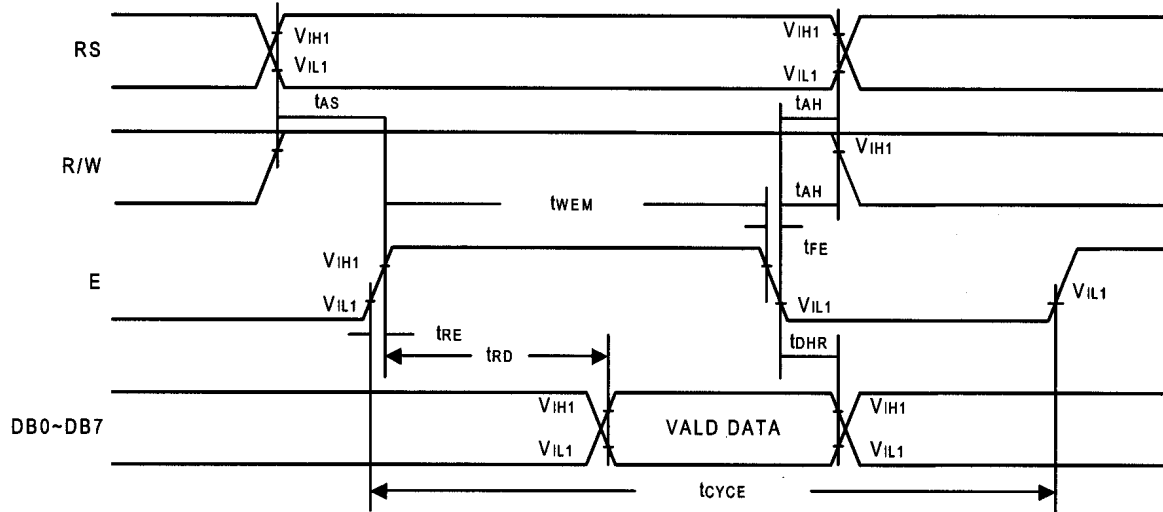 RS
VIH1
VIL1
VIH1
VIL1
tAS
tAH
R/W
VIH1
tWEM
tAH
tFE
E
VIH1
VIL1
VIL1
VIL1
tRE
tRD
tDHR
DB0~DB7
VIH1
VIL1
VALD DATA
VIH1
VIL1
tCYCE